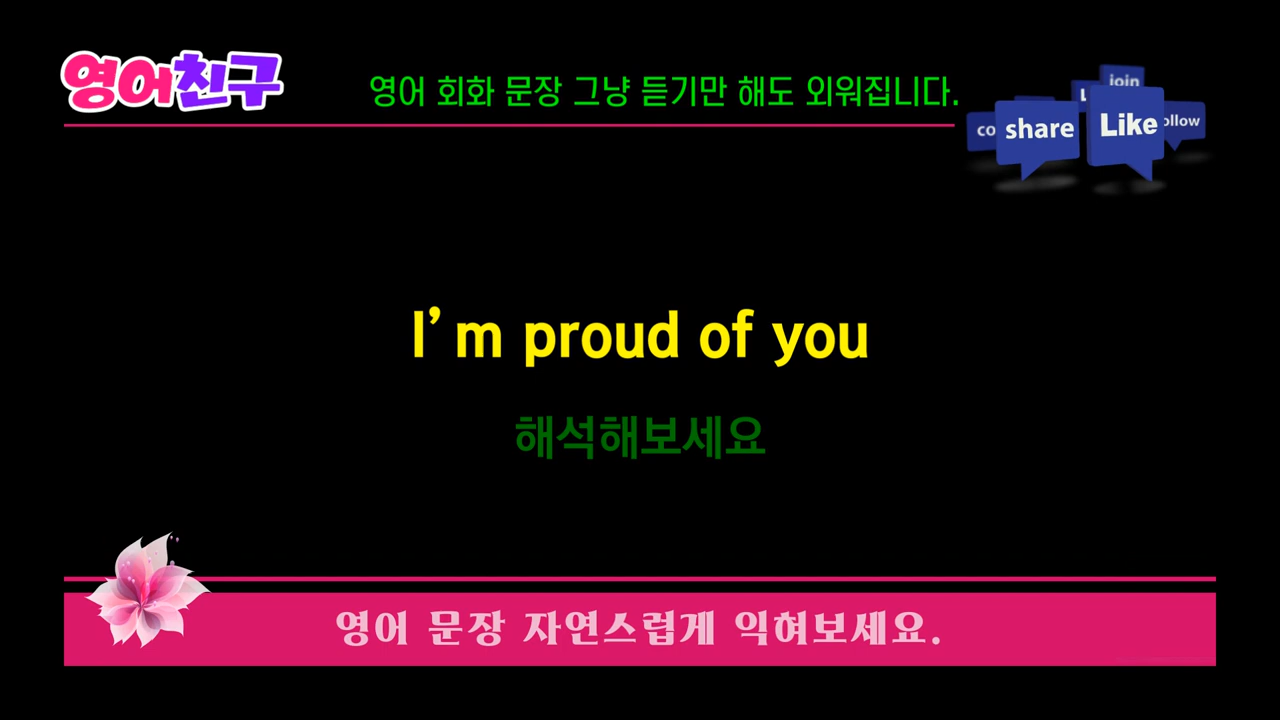 영어친구
영어 회화 문장 그냥 듣기만 해도 외워집니다.
join
share
Like
I’m proud of you
해석해보세요
영어 문장 자연스럽게 익혀보세요.